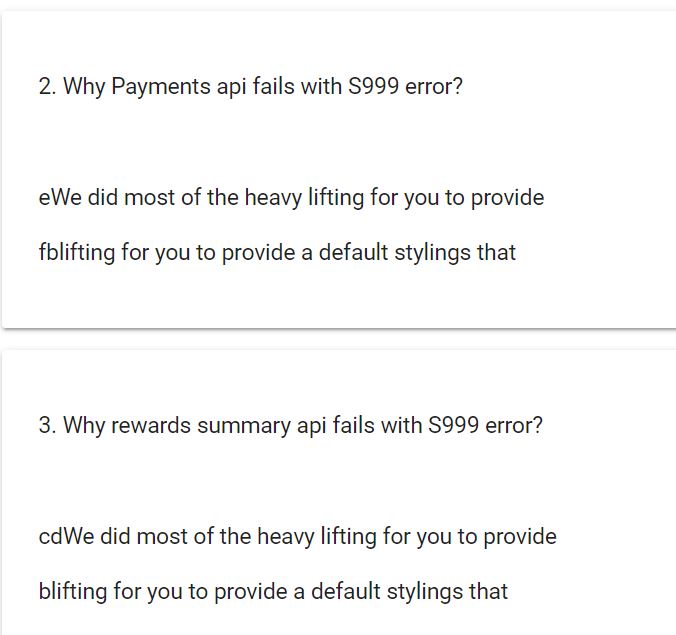 2. Why Payments api fails with S999 error?
eWe did most of the heavy lifting for you to provide
fblifting for you to provide a default stylings that
3. Why rewards summary api fails with S999 error?
cdWe did most of the heavy lifting for you to provide
blifting for you to provide a default stylings that